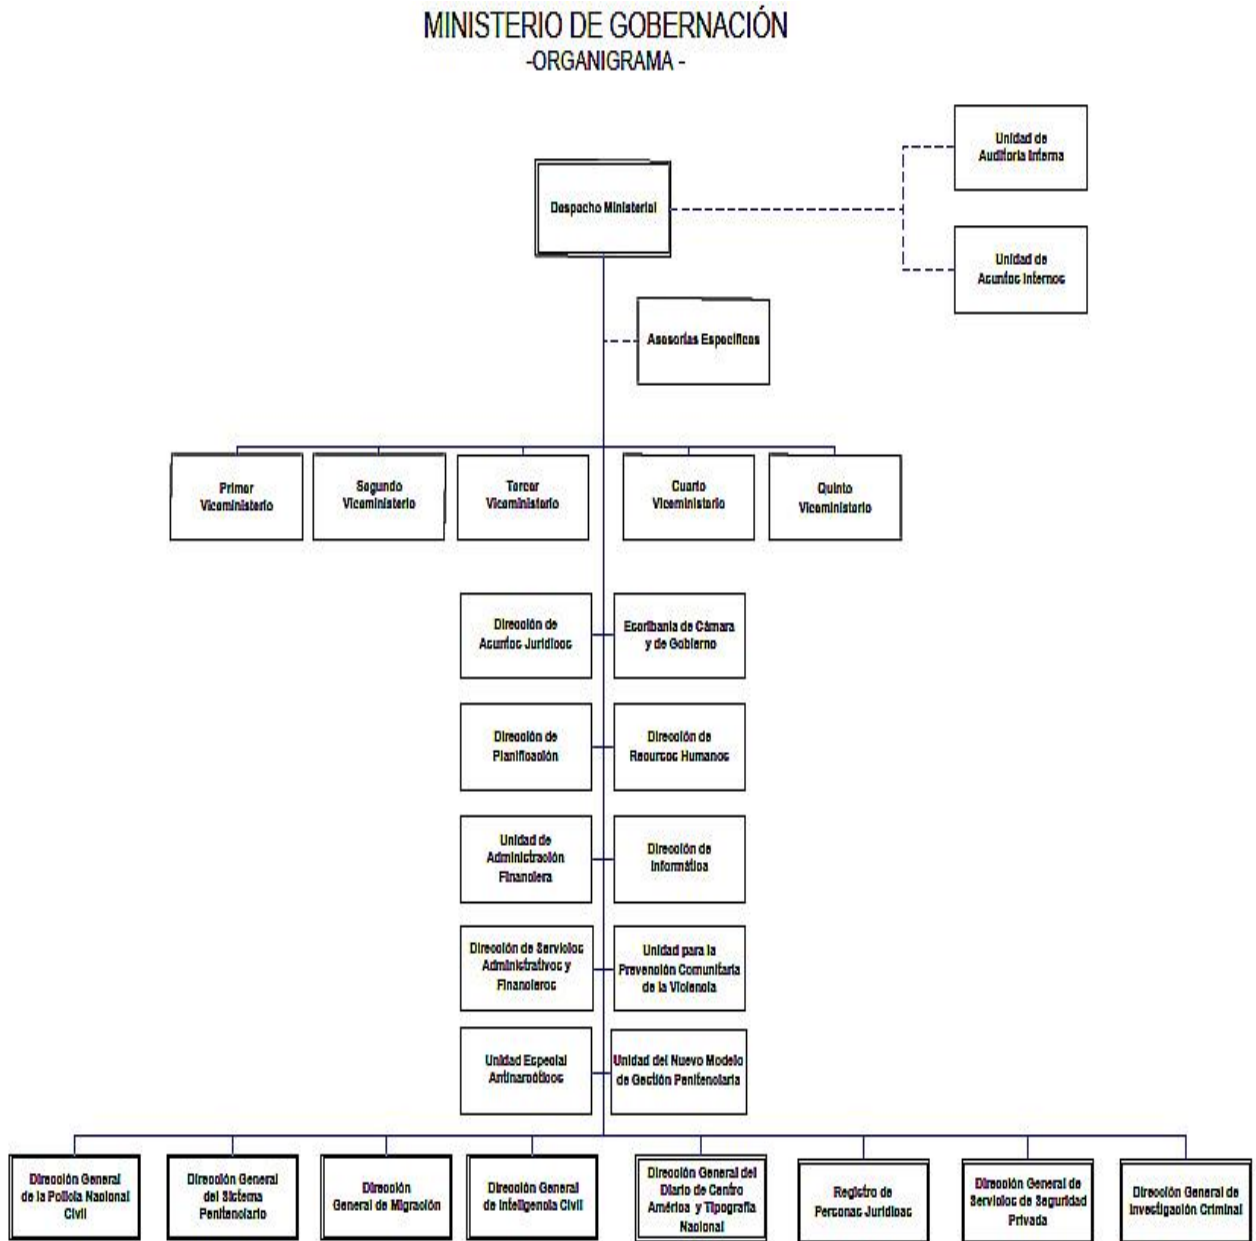 MINISTERIO DE GOBERNACIÓN
-ORGANIGRAMA -
Unidad de
Auditoría Interna
Despacho Ministerial
Unidad de
Asuntos Internos
Asesorías Específicas
Primer
Viceministerio
Segundo
Viceministerio
Tercer
Viceministerio
Cuarto
Viceministerio
Quinto
Viceministerio
Dirección de
Asuntos Jurídicos
Escribanía de Cámara
y de Gobierno
Dirección de
Planificación
Dirección de
Recursos Humanos
Unidad de
Administración
Financiera
Dirección de
Informática
Dirección de Servicios
Administrativos y
Financieros
Unidad para la
Prevención Comunitaria
de la Violencia
Unidad Especial
Antinarcóticos
Unidad del Nuevo Modelo
de Gestión Penitenciaria
Dirección General
de la Policía Nacional
Civil
Dirección General
del Sistema
Penitenciario
Dirección
General de Migración
Dirección General
de Inteligencia Civil
Dirección General del
Diario de Centro
América y Tipografía
Nacional
Registro de
Personas Jurídicas
Dirección General de
Servicios de Seguridad
Privada
Dirección General de
Investigación Criminal